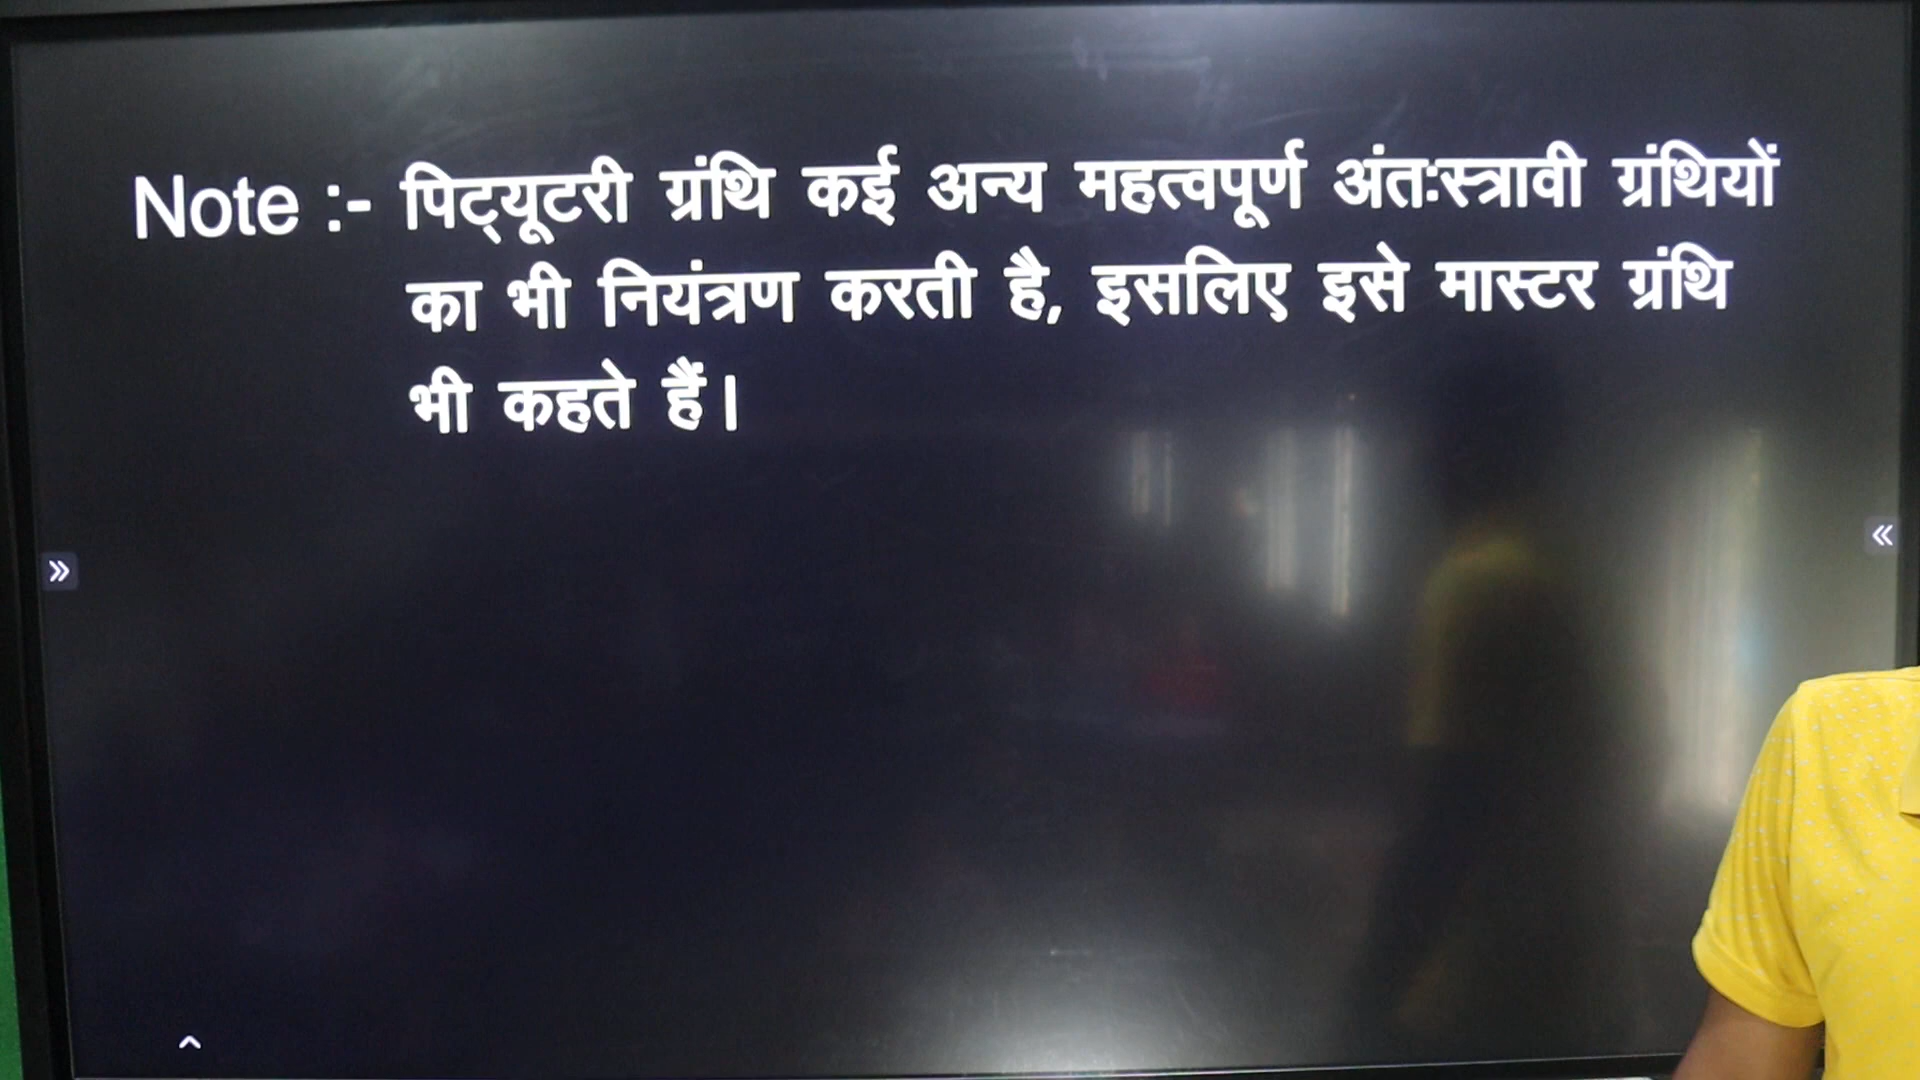 Note :- पिट्यूटरी ग्रंथि कई अन्य महत्वपूर्ण अंतःस्त्रावी ग्रंथियों
का भी नियंत्रण करती है, इसलिए इसे मास्टर ग्रंथि
भी कहते हैं।